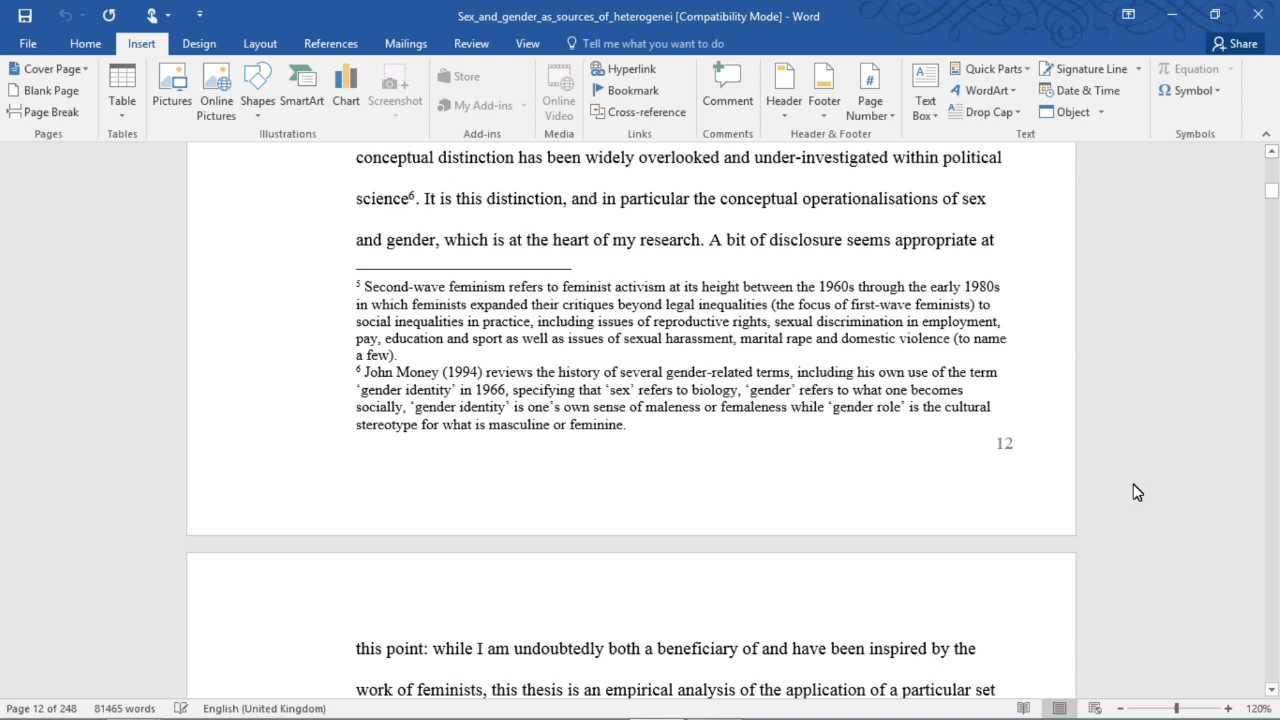 Sex_and_gender_as_sources_of_heterogenei [Compatibility Mode] - Word
File Home Insert Design Layout References Mailings Review View Tell me what you want to do Share
Cover Page
Blank Page
Page Break
Pages
Table
Tables
Pictures
Online Pictures
Shapes
SmartArt
Chart
Screenshot
Illustrations
Store
My Add-ins
Add-ins
Online Video
Media
Hyperlink
Bookmark
Cross-reference
Links
Comment
Comments
Header
Footer
Page Number
Header & Footer
Text Box
Quick Parts
WordArt
Drop Cap
Signature Line
Date & Time
Object
Text
Equation
Symbol
Symbols
conceptual distinction has been widely overlooked and under-investigated within political
science⁶. It is this distinction, and in particular the conceptual operationalisations of sex
and gender, which is at the heart of my research. A bit of disclosure seems appropriate at
⁵ Second-wave feminism refers to feminist activism at its height between the 1960s through the early 1980s
in which feminists expanded their critiques beyond legal inequalities (the focus of first-wave feminists) to
social inequalities in practice, including issues of reproductive rights, sexual discrimination in employment,
pay, education and sport as well as issues of sexual harassment, marital rape and domestic violence (to name
a few).
⁶ John Money (1994) reviews the history of several gender-related terms, including his own use of the term
‘gender identity’ in 1966, specifying that ‘sex’ refers to biology, ‘gender’ refers to what one becomes
socially, ‘gender identity’ is one’s own sense of maleness or femaleness while ‘gender role’ is the cultural
stereotype for what is masculine or feminine.
12
this point: while I am undoubtedly both a beneficiary of and have been inspired by the
work of feminists, this thesis is an empirical analysis of the application of a particular set
Page 12 of 248 81465 words English (United Kingdom) 120%